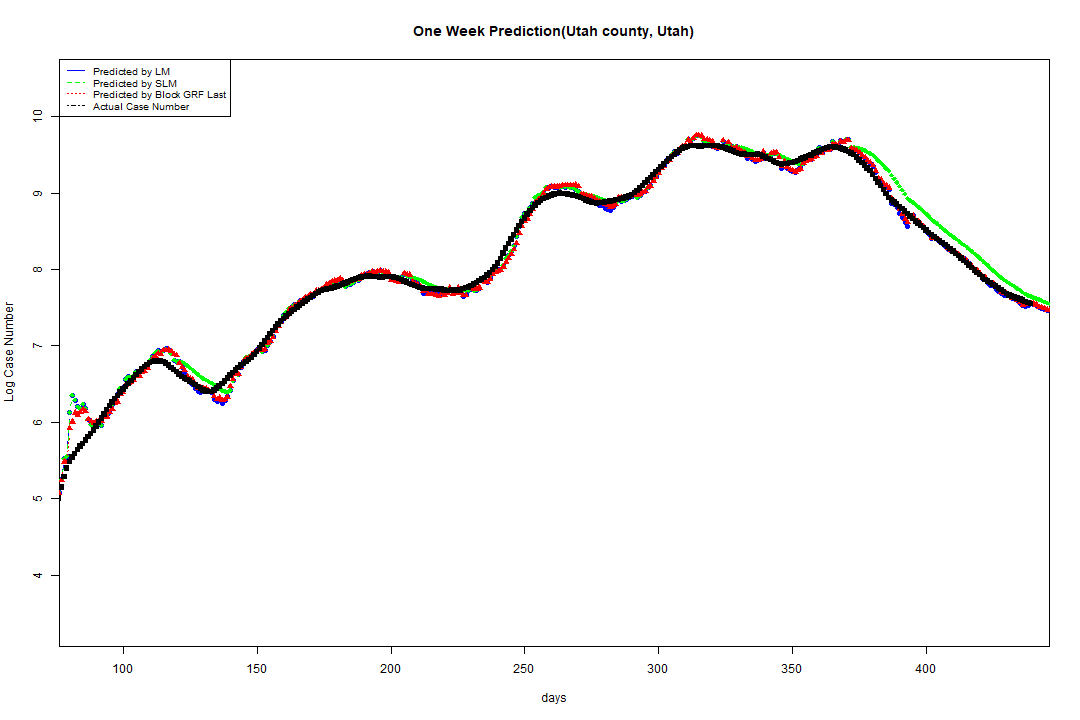 One Week Prediction(Utah county, Utah)
Predicted by LM
Predicted by SLM
Predicted by Block GRF Last
Actual Case Number
10
9
8
7
6
5
4
Log Case Number
100 150 200 250 300 350 400
days